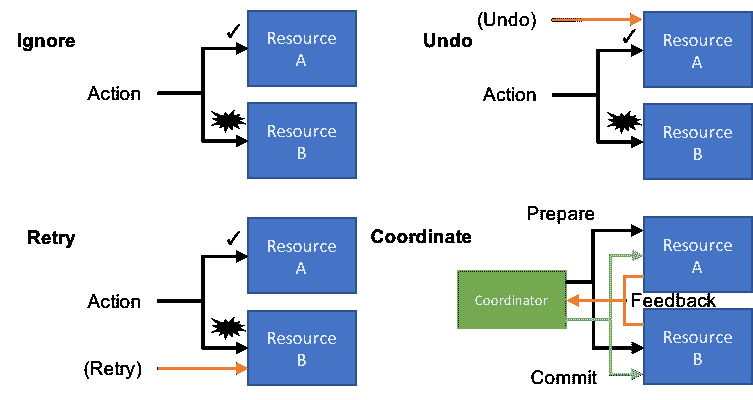 Ignore
Action
✓
Resource
A
Resource
B
Undo
(Undo)
Action
✓
Resource
A
Resource
B
Retry
Action
(Retry)
✓
Resource
A
Resource
B
Coordinate
Prepare
Coordinator
Feedback
Commit
Resource
A
Resource
B